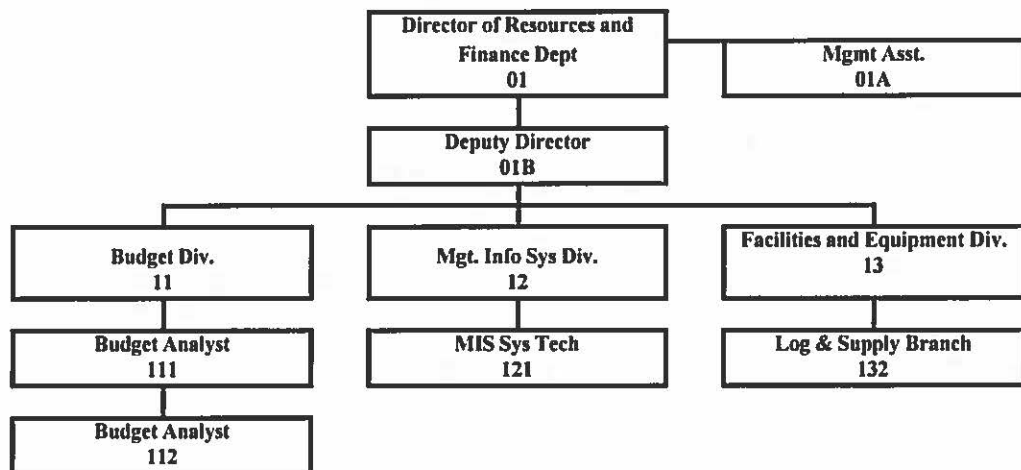 Director of Resources and
Finance Dept
01
Mgmt Asst.
01A
Deputy Director
01B
Budget Div.
11
Mgt. Info Sys Div.
12
Facilities and Equipment Div.
13
Budget Analyst
111
MIS Sys Tech
121
Log & Supply Branch
132
Budget Analyst
112